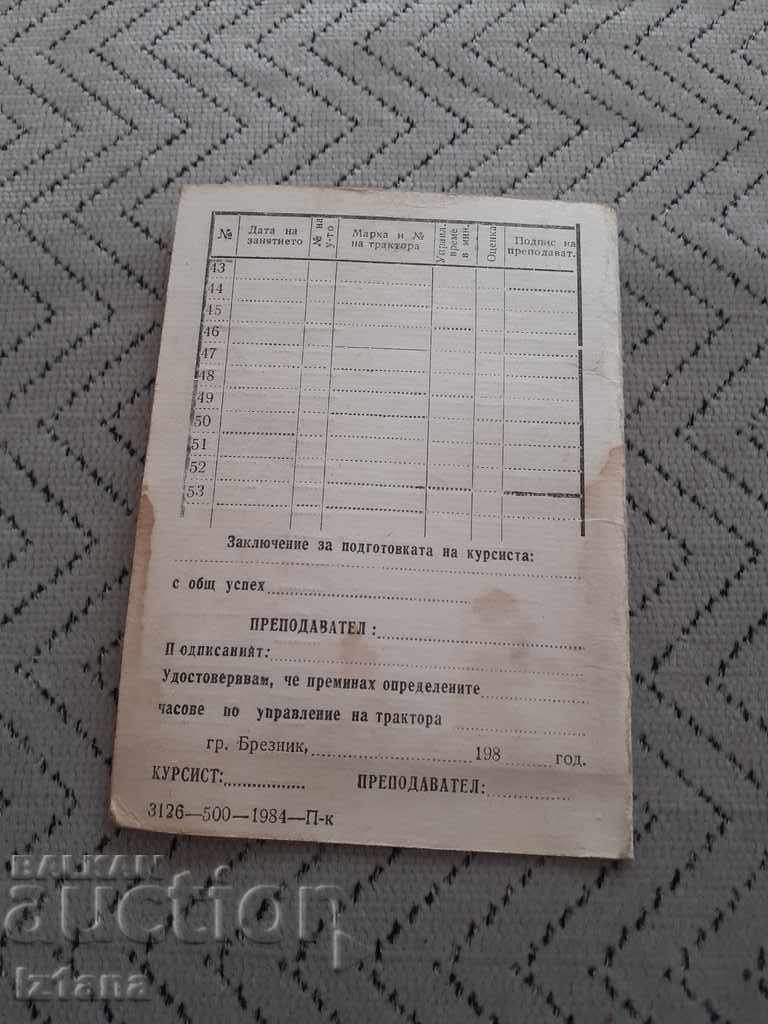 № Дата на занятието № на у-то Марха и № на трактора Управл. време в мин. Оценка Подпис на преподават.
43
44
45
46
47
48
49
50
51
52
53
Заключение за подготовката на курсиста:
с общ успех
ПРЕПОДАВАТЕЛ:
Подписаният:
Удостоверявам, че преминах определените
часове по управление на трактора
гр. Брезник, 198 год.
КУРСИСТ: ПРЕПОДАВАТЕЛ:
3126—500—1984—П-к
BALKAN
auction
Iz1ana